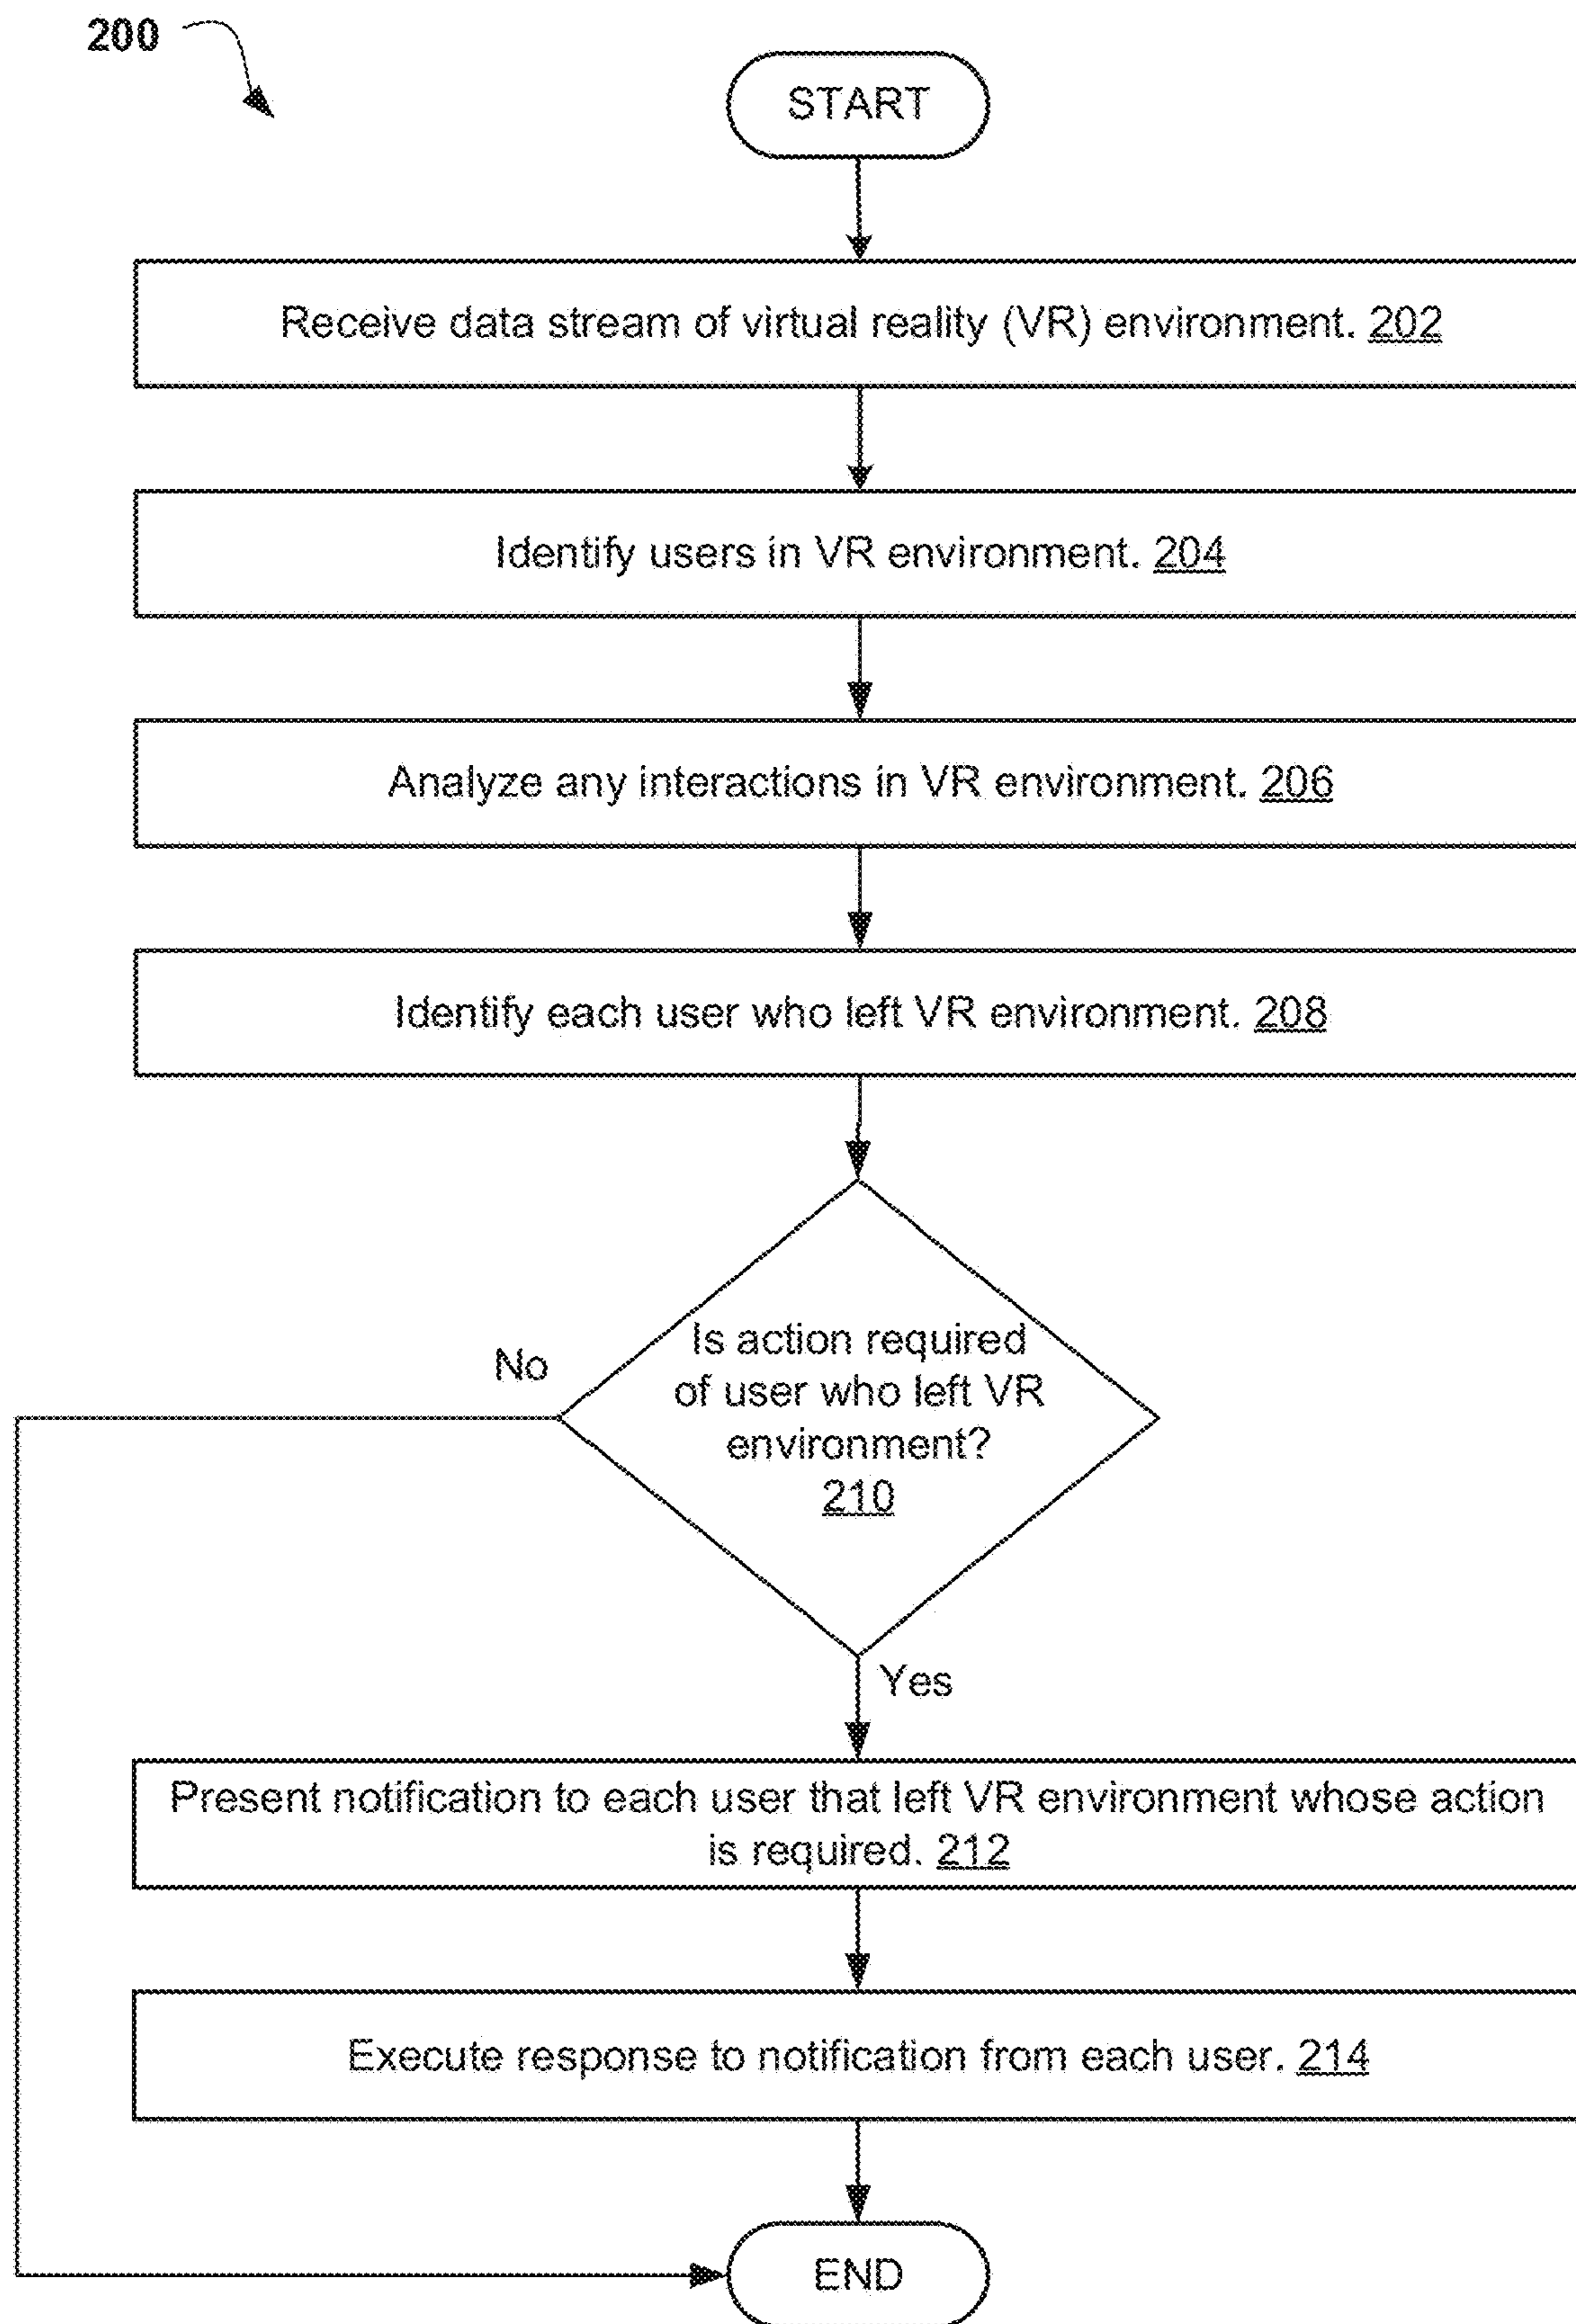 200
START
Receive data stream of virtual reality (VR) environment. 202
Identify users in VR environment. 204
Analyze any interactions in VR environment. 206
Identify each user who left VR environment. 208
Is action required
of user who left VR
environment?
210
No
Yes
Present notification to each user that left VR environment whose action
is required. 212
Execute response to notification from each user. 214
END